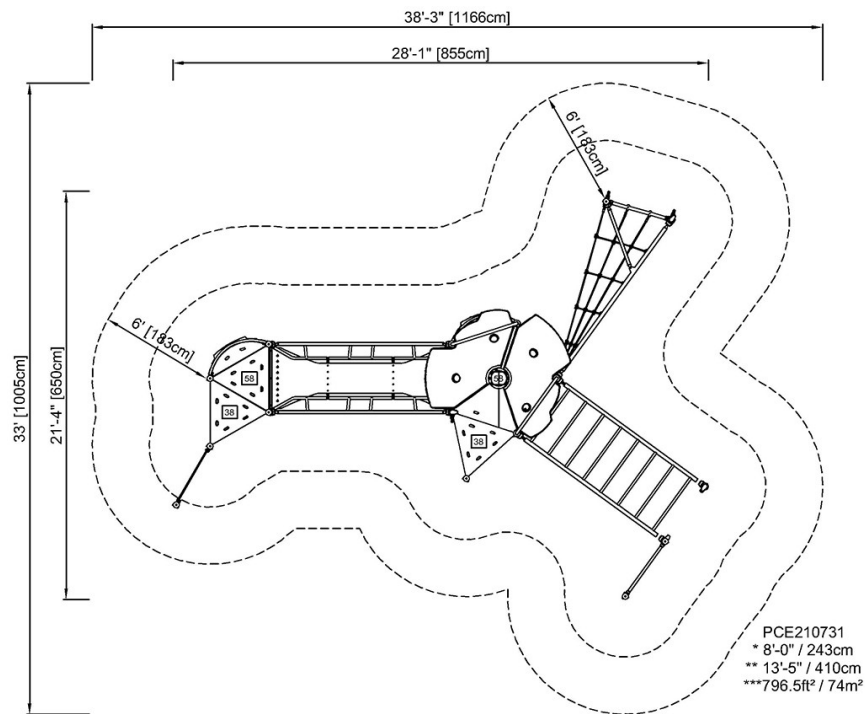 38'-3" [1166cm]
28'-1" [855cm]
6' [183cm]
33' [1005cm]
21'-4" [650cm]
6' [183cm]
58
38
58
38
PCE210731
* 8'-0" / 243cm
** 13'-5" / 410cm
***796.5ft² / 74m²